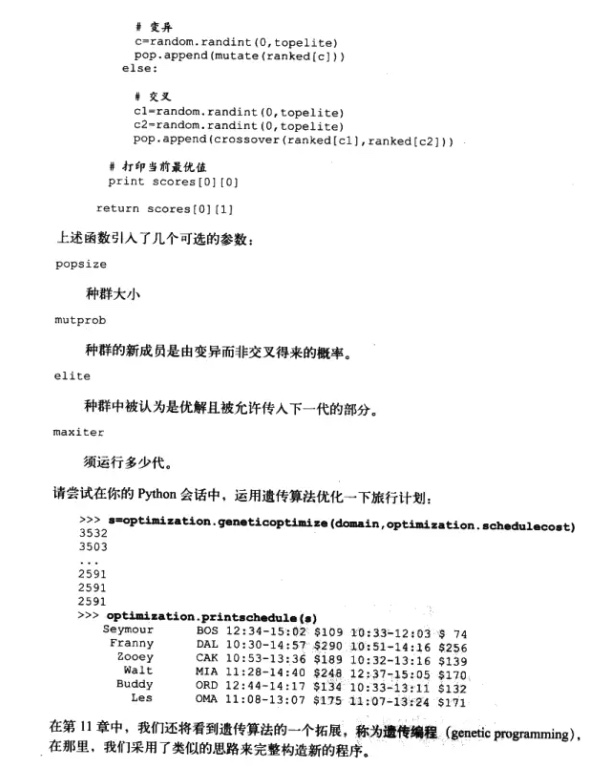 # 变异
c=random.randint(0,topelite)
pop.append(mutate(ranked[c]))
else:
# 交叉
c1=random.randint(0,topelite)
c2=random.randint(0,topelite)
pop.append(crossover(ranked[c1],ranked[c2]))
# 打印当前最优值
print scores[0][0]
return scores[0][1]
上述函数引入了几个可选的参数：
popsize
种群大小
mutprob
种群的新成员是由变异而非交叉得来的概率。
elite
种群中被认为是优解且被允许传入下一代的部分。
maxiter
须运行多少代。
请尝试在你的 Python 会话中，运用遗传算法优化一下旅行计划：
>>> s=optimization.geneticoptimize(domain,optimization.schedulecost)
3532
3503
...
2591
2591
2591
>>> optimization.printschedule(s)
Seymour BOS 12:34-15:02 $109 10:33-12:03 $ 74
Franny DAL 10:30-14:57 $290 10:51-14:16 $256
Zooey CAK 10:53-13:36 $189 10:32-13:16 $139
Walt MIA 11:28-14:40 $248 12:37-15:05 $170
Buddy ORD 12:44-14:17 $134 10:33-13:11 $132
Les OMA 11:08-13:07 $175 11:07-13:24 $171
在第 11 章中，我们还将看到遗传算法的一个拓展，称为遗传编程（genetic programming），
在那里，我们采用了类似的思路来完整构造新的程序。